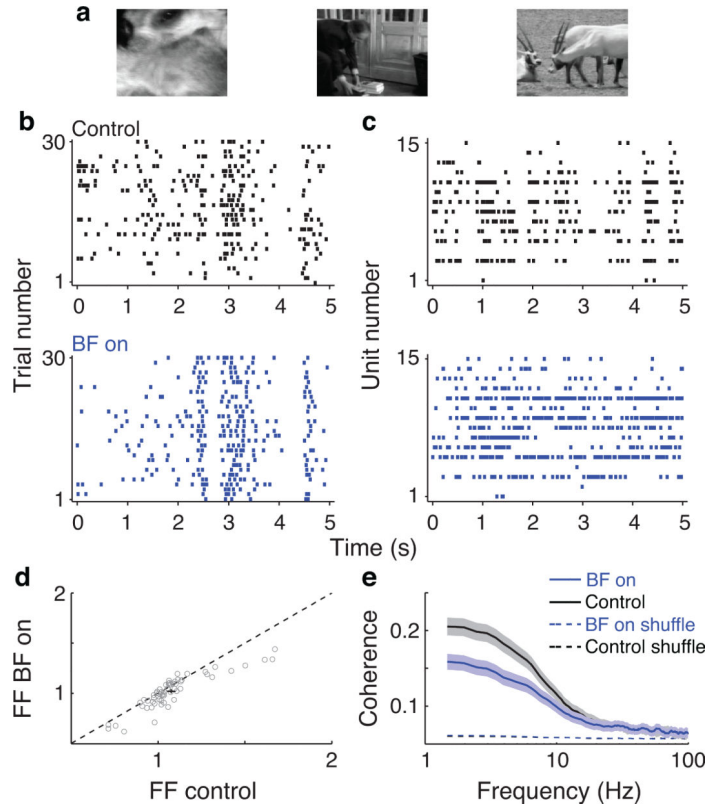 a
b
Control
30
1
0 1 2 3 4 5
BF on
30
1
0 1 2 3 4 5
Trial number
c
15
1
0 1 2 3 4 5
15
1
0 1 2 3 4 5
Unit number
Time (s)
d
2
1
1 2
FF BF on
FF control
e
BF on
Control
BF on shuffle
Control shuffle
0.2
0.1
1 10 100
Coherence
Frequency (Hz)